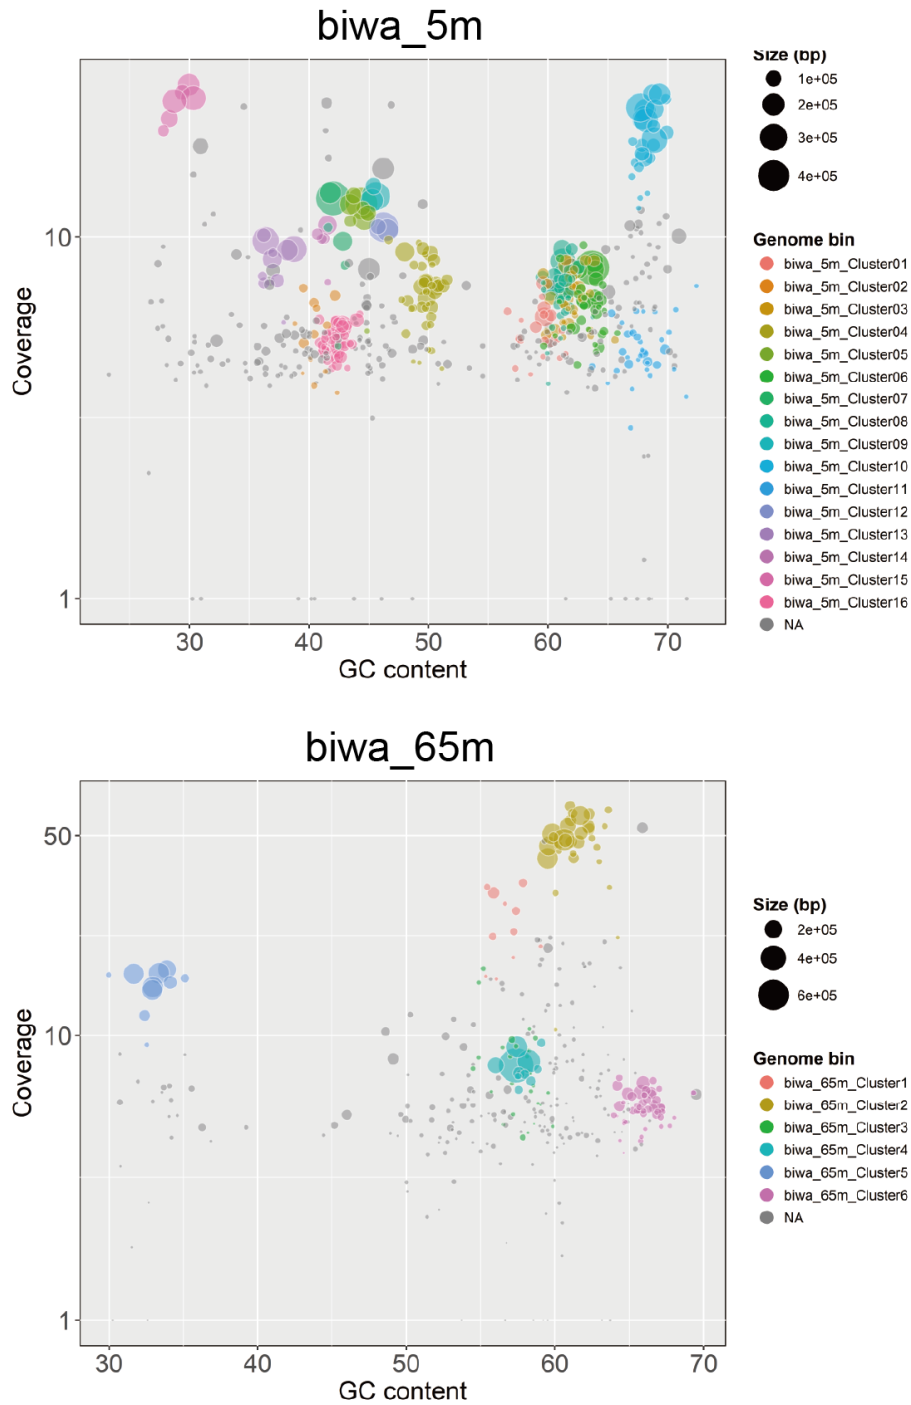 biwa_5m
Size (bp)
1e+05
2e+05
3e+05
4e+05
Genome bin
biwa_5m_Cluster01
biwa_5m_Cluster02
biwa_5m_Cluster03
biwa_5m_Cluster04
biwa_5m_Cluster05
biwa_5m_Cluster06
biwa_5m_Cluster07
biwa_5m_Cluster08
biwa_5m_Cluster09
biwa_5m_Cluster10
biwa_5m_Cluster11
biwa_5m_Cluster12
biwa_5m_Cluster13
biwa_5m_Cluster14
biwa_5m_Cluster15
biwa_5m_Cluster16
NA
Coverage
10
1
30 40 50 60 70
GC content
biwa_65m
Size (bp)
2e+05
4e+05
6e+05
Genome bin
biwa_65m_Cluster1
biwa_65m_Cluster2
biwa_65m_Cluster3
biwa_65m_Cluster4
biwa_65m_Cluster5
biwa_65m_Cluster6
NA
Coverage
50
10
1
30 40 50 60 70
GC content